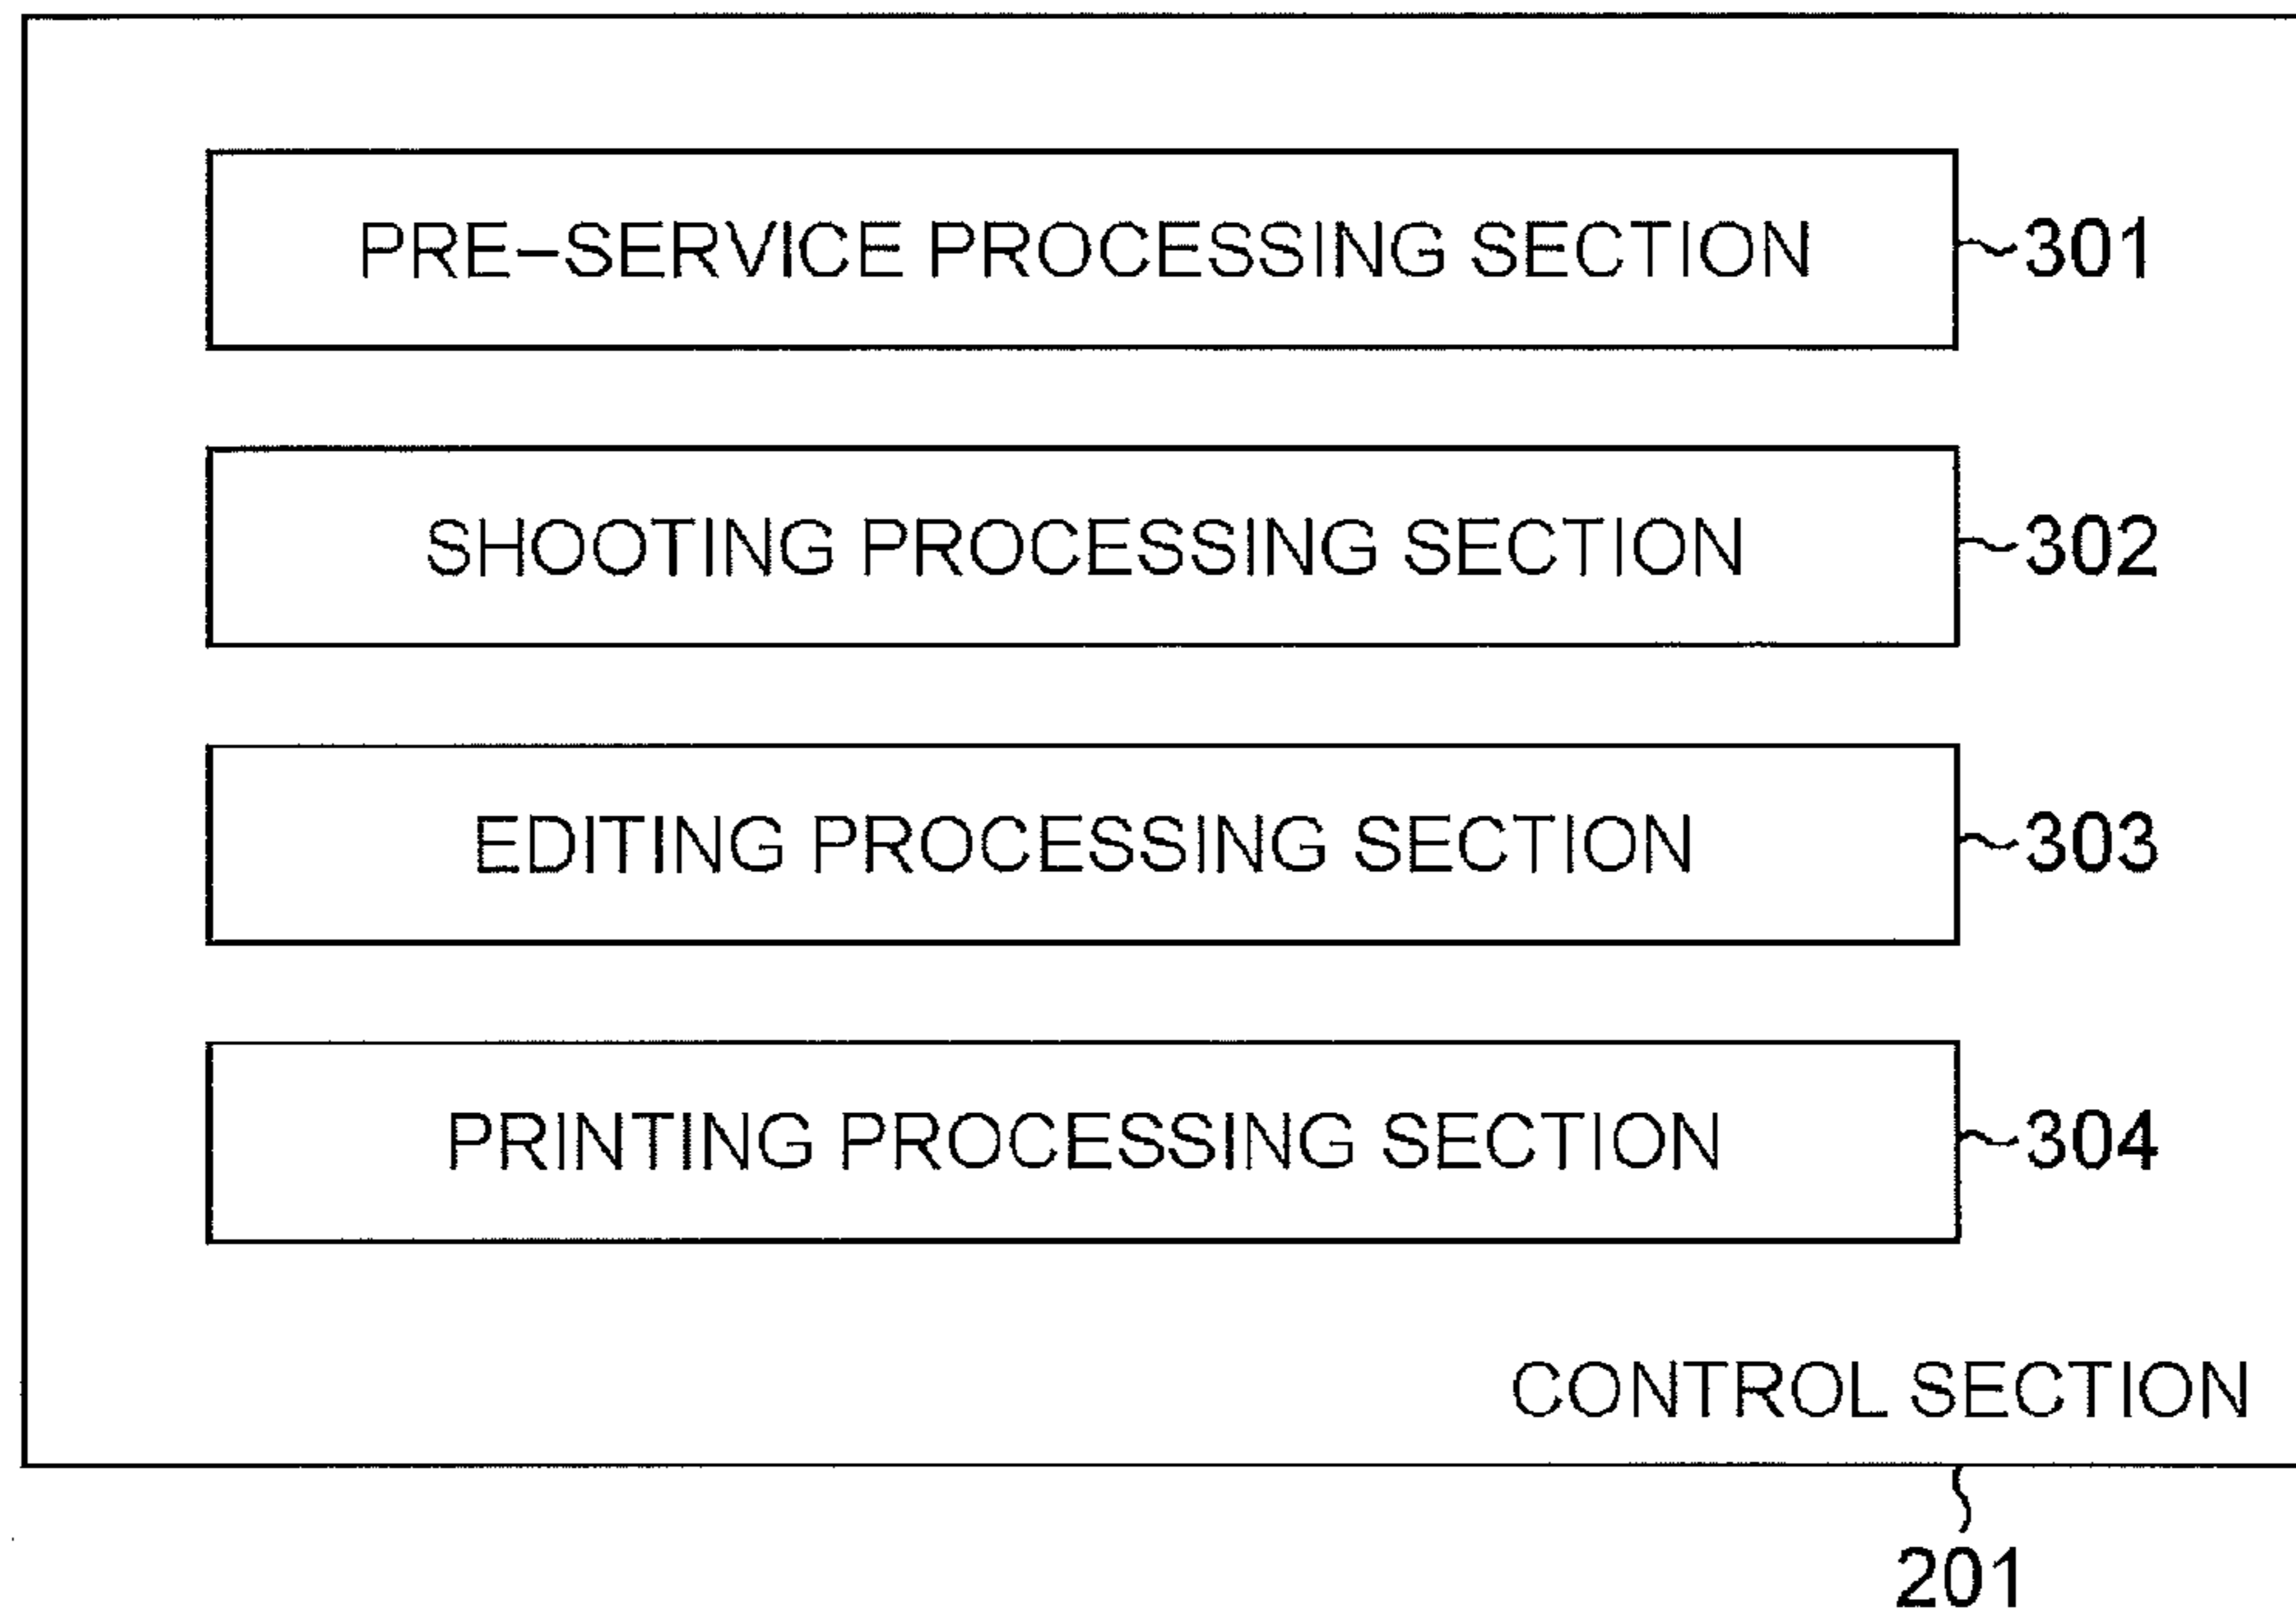 PRE-SERVICE PROCESSING SECTION 301
SHOOTING PROCESSING SECTION 302
EDITING PROCESSING SECTION 303
PRINTING PROCESSING SECTION 304
CONTROL SECTION
201